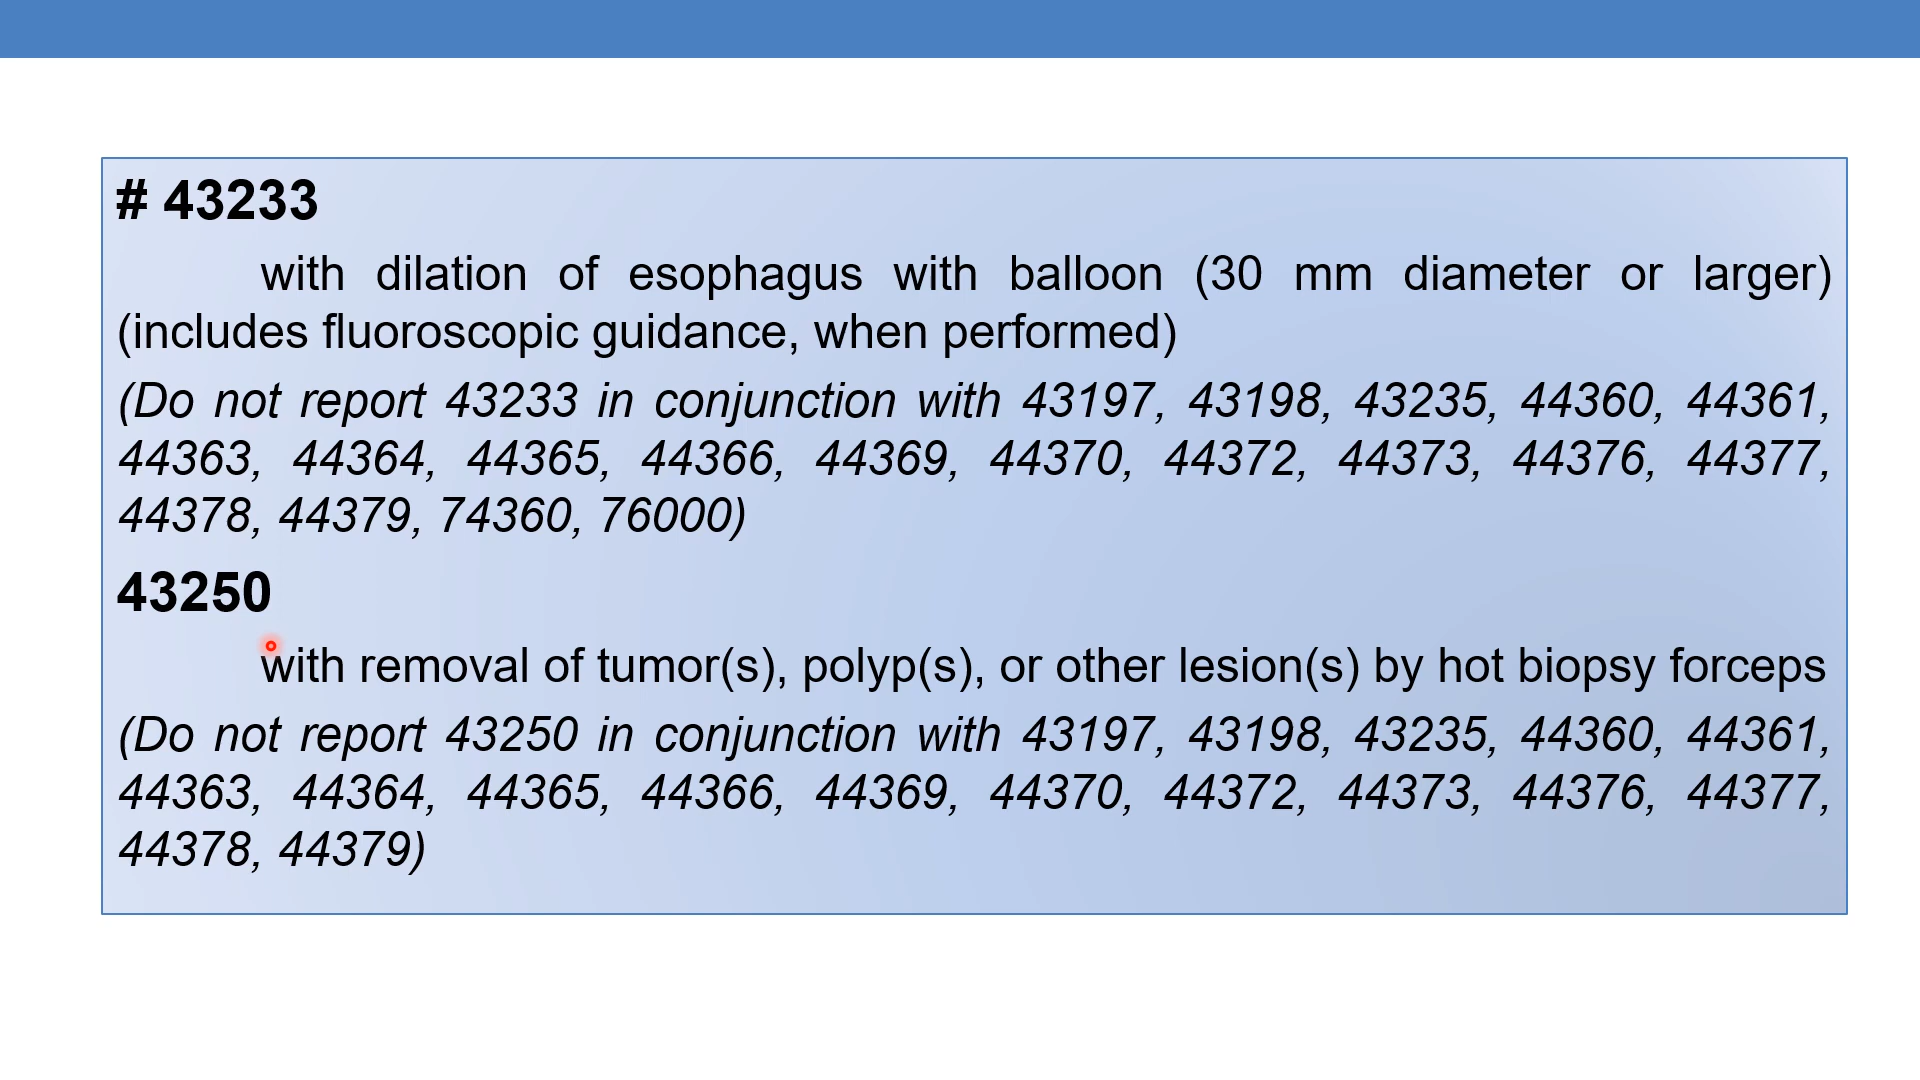 # 43233
with dilation of esophagus with balloon (30 mm diameter or larger)
(includes fluoroscopic guidance, when performed)
(Do not report 43233 in conjunction with 43197, 43198, 43235, 44360, 44361,
44363, 44364, 44365, 44366, 44369, 44370, 44372, 44373, 44376, 44377,
44378, 44379, 74360, 76000)
43250
with removal of tumor(s), polyp(s), or other lesion(s) by hot biopsy forceps
(Do not report 43250 in conjunction with 43197, 43198, 43235, 44360, 44361,
44363, 44364, 44365, 44366, 44369, 44370, 44372, 44373, 44376, 44377,
44378, 44379)